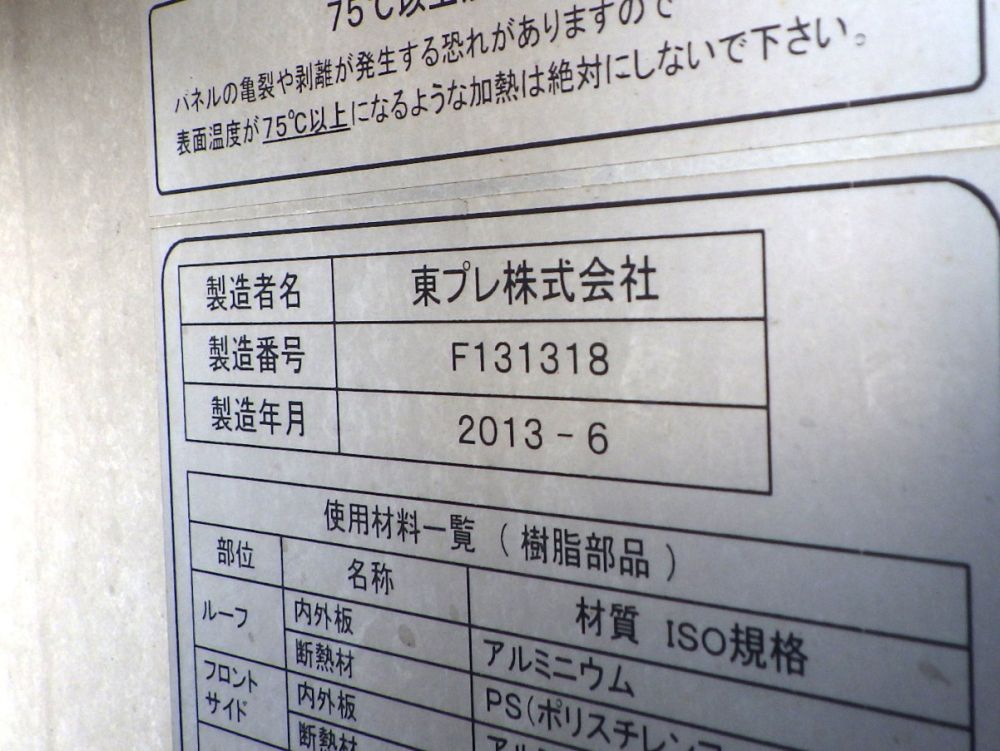 75℃以上
パネルの亀裂や剥離が発生する恐れがありますので
表面温度が75℃以上になるような加熱は絶対にしないで下さい。
製造者名 東プレ株式会社
製造番号 F131318
製造年月 2013-6
使用材料一覧 (樹脂部品)
部位 名称 材質 ISO規格
ルーフ 内外板 アルミニウム
断熱材 PS(ポリスチレン
フロント
サイド 内外板 アル
断熱材